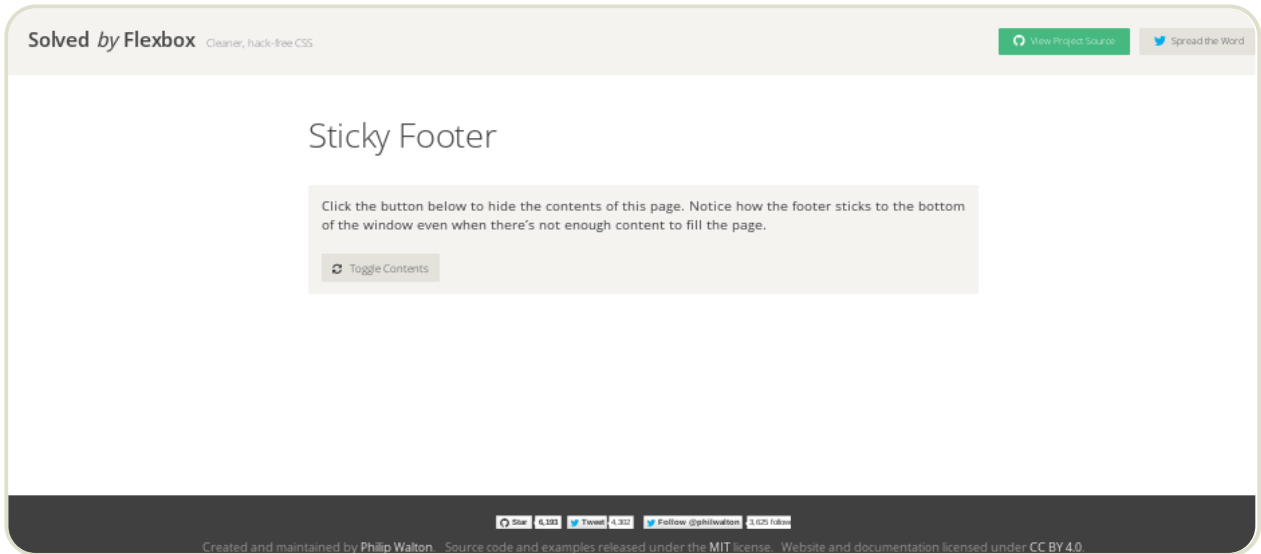 Solved by Flexbox Cleaner, hack-free CSS View Project Source Spread the Word
Sticky Footer
Click the button below to hide the contents of this page. Notice how the footer sticks to the bottom
of the window even when there's not enough content to fill the page.
Toggle Contents
Star 6,193 Tweet 4,302 Follow @philwalton 3,625 follow
Created and maintained by Philip Walton. Source code and examples released under the MIT license. Website and documentation licensed under CC BY 4.0.